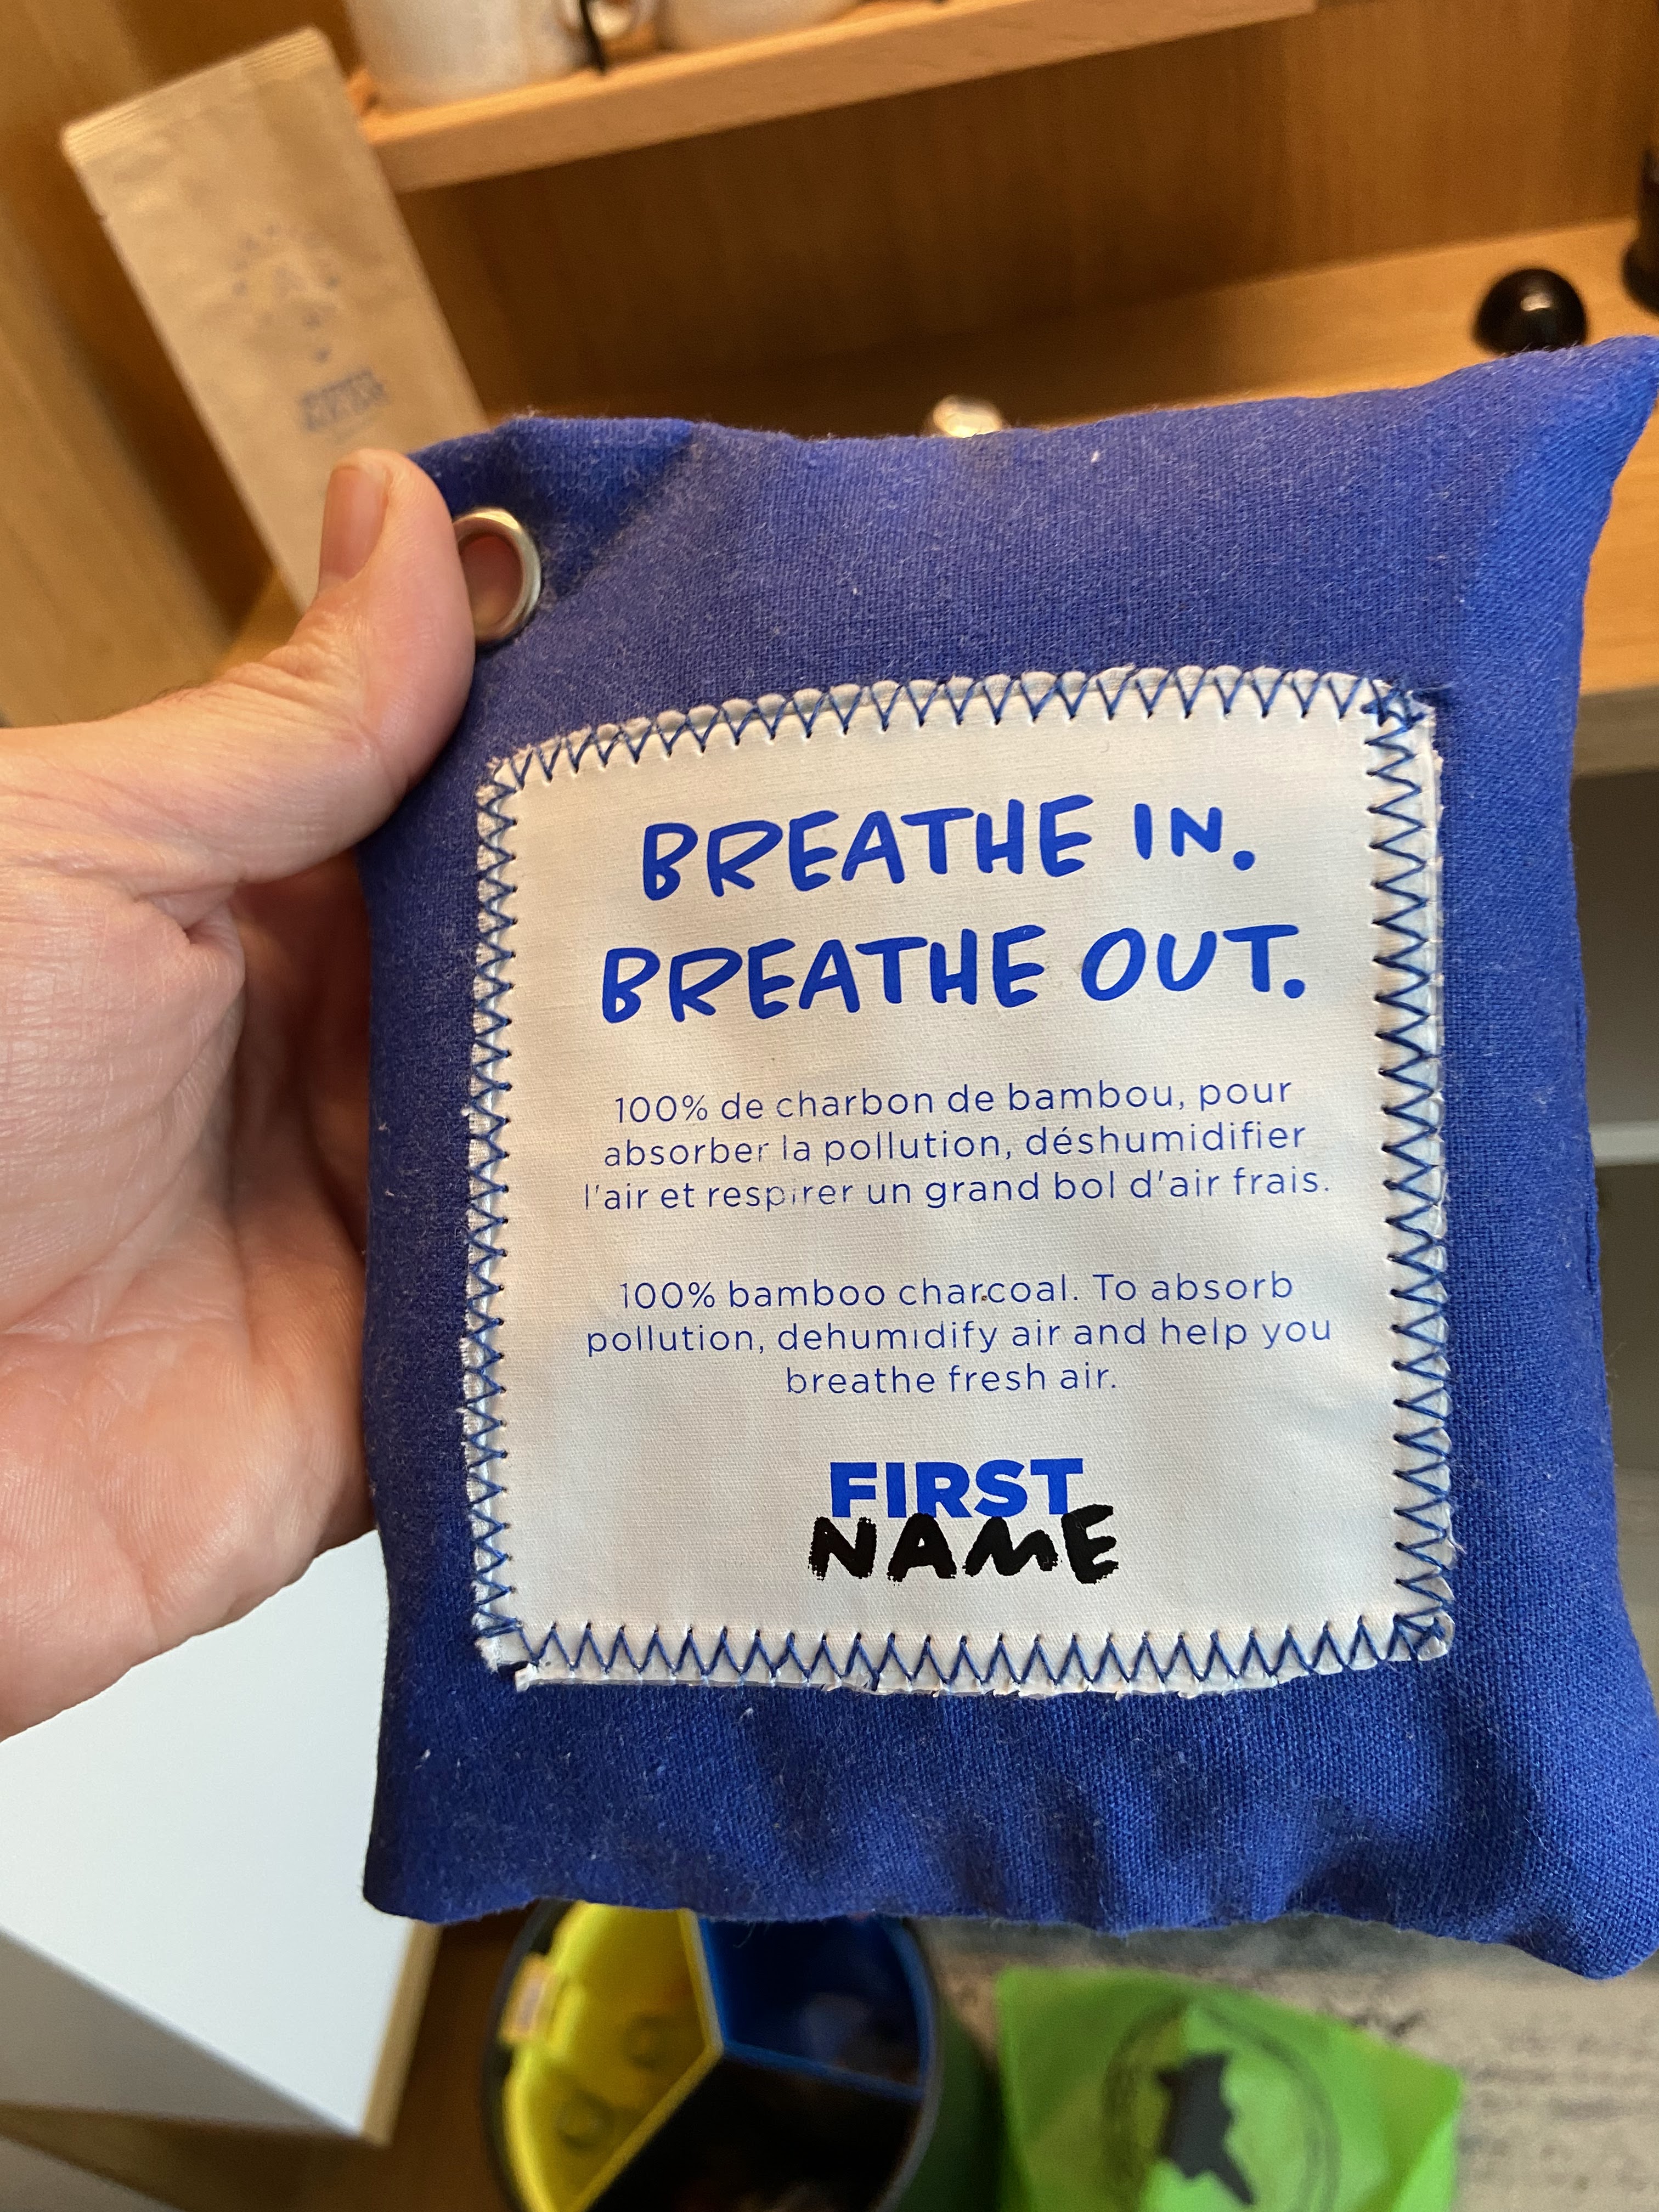 BREATHE IN.
BREATHE OUT.
100% de charbon de bambou, pour
absorber la pollution, déshumidifier
l'air et respirer un grand bol d'air frais.
100% bamboo charcoal. To absorb
pollution, dehumidify air and help you
breathe fresh air.
FIRST
NAME